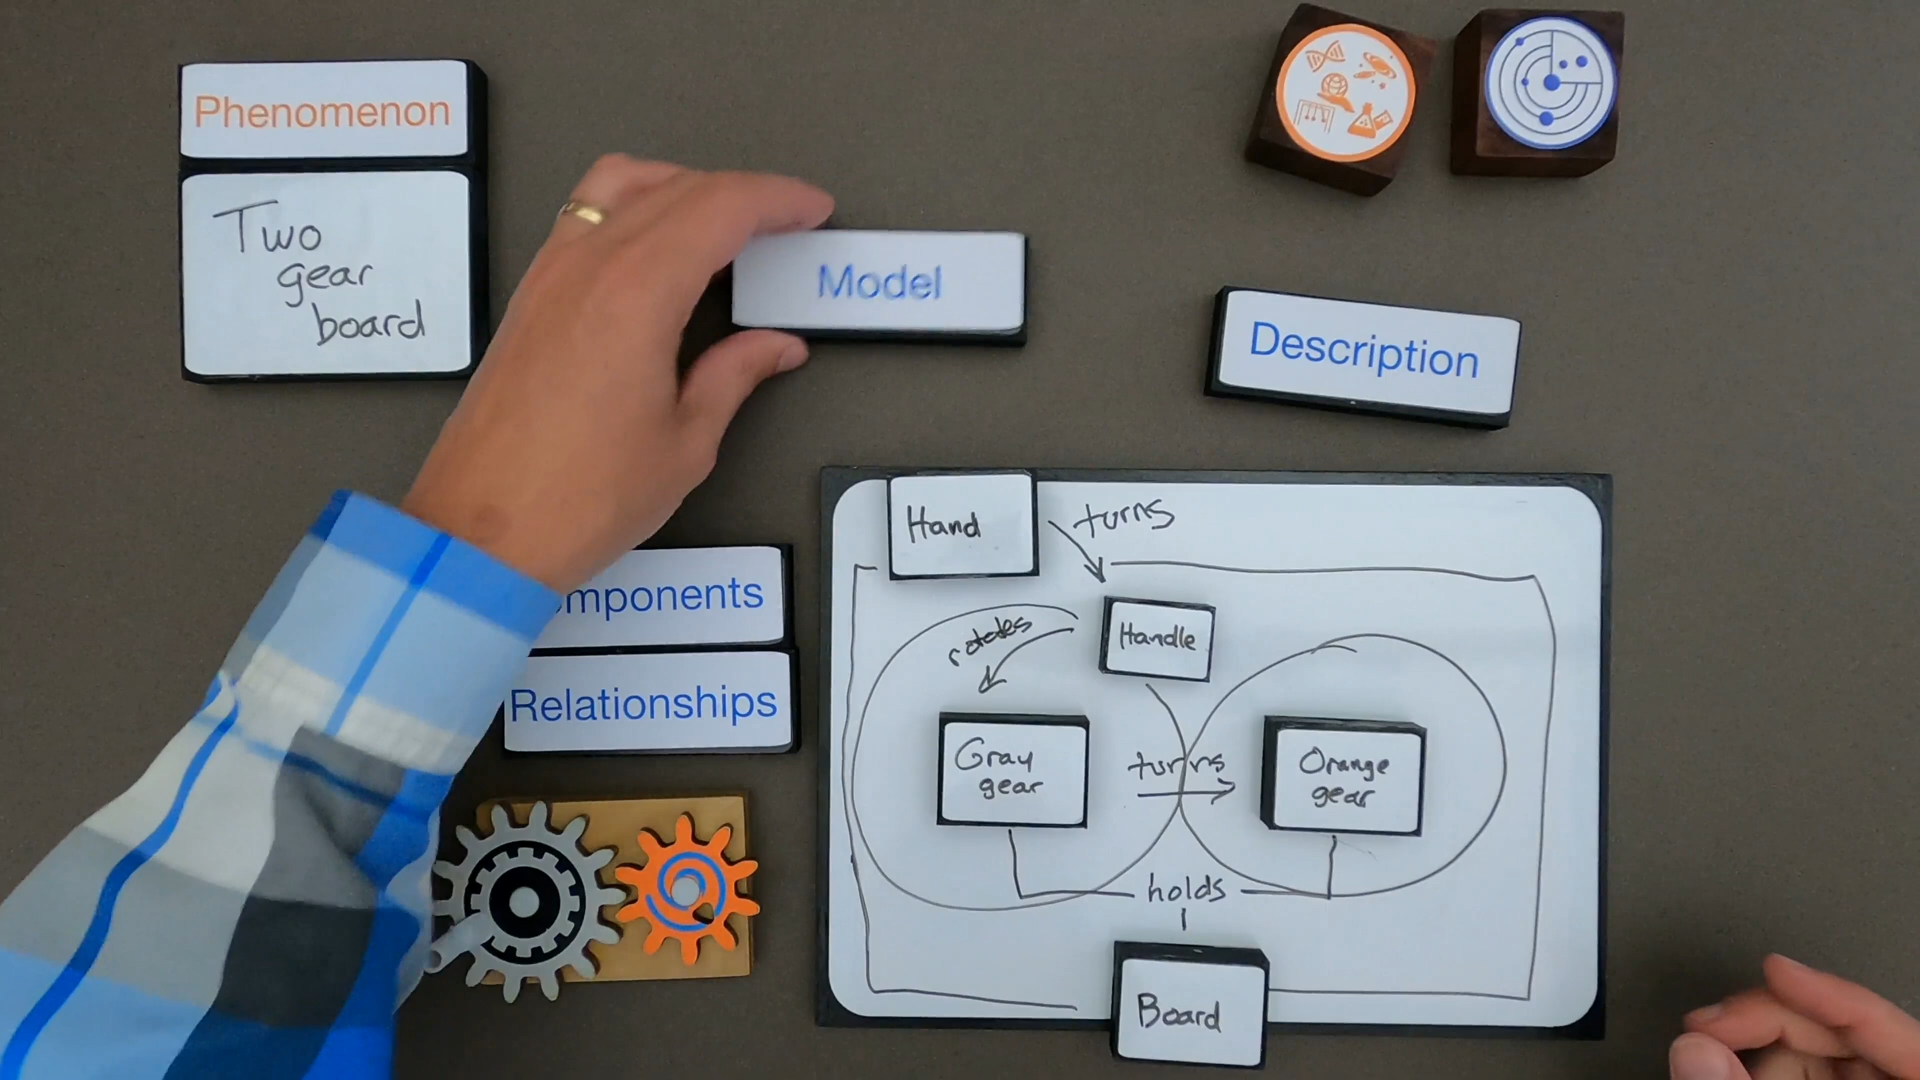 Phenomenon
Two
gear
board
Model
Description
mponents
Relationships
Hand
turns
rotates
Handle
Gray
gear
turns
Orange
gear
holds
Board